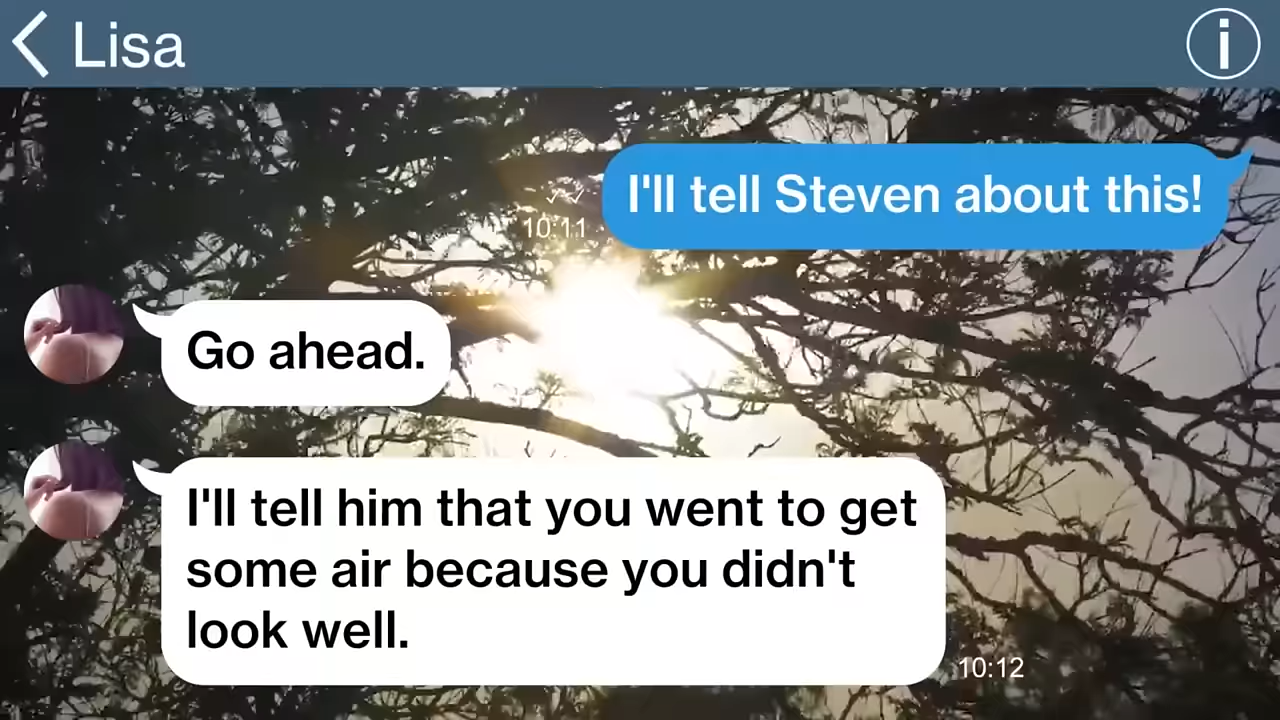 Lisa
i
I'll tell Steven about this!
10:11
Go ahead.
I'll tell him that you went to get
some air because you didn't
look well.
10:12